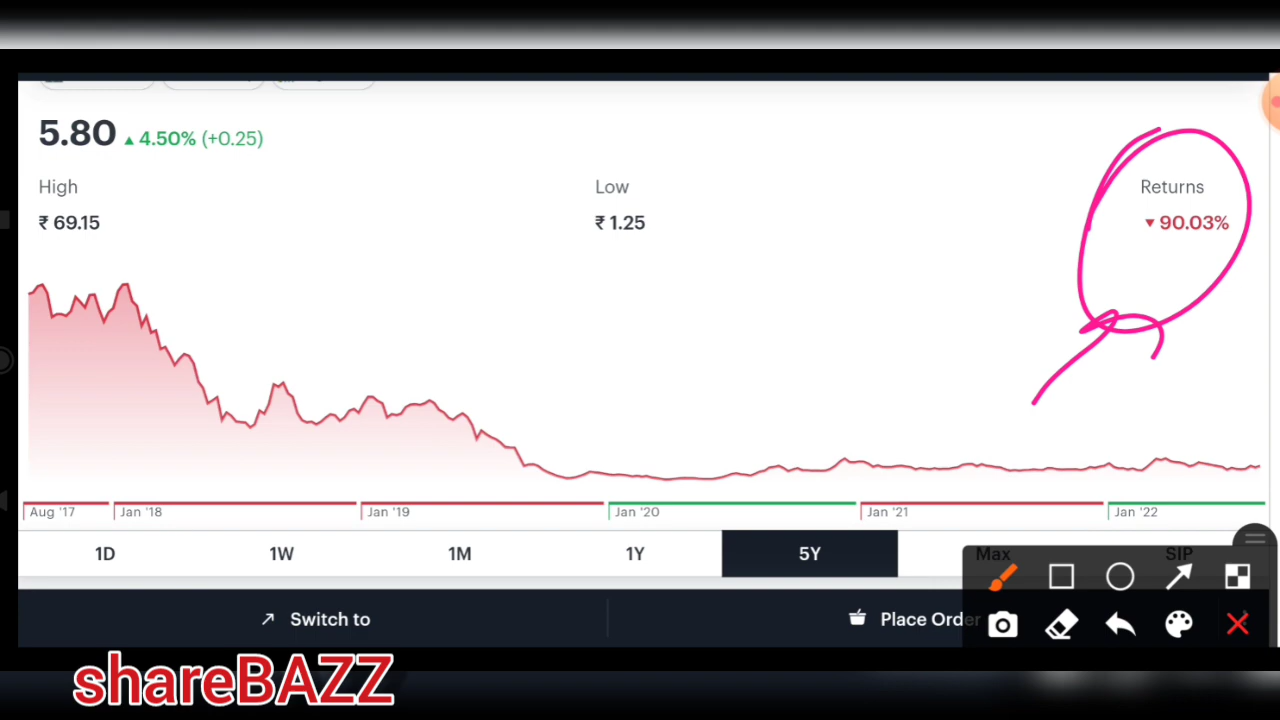 5.80 ▲ 4.50% (+0.25)
High Low Returns
₹ 69.15 ₹ 1.25 ▼ 90.03%
Aug '17 Jan '18 Jan '19 Jan '20 Jan '21 Jan '22
1D 1W 1M 1Y 5Y Max SIP
Switch to Place Order
shareBAZZ